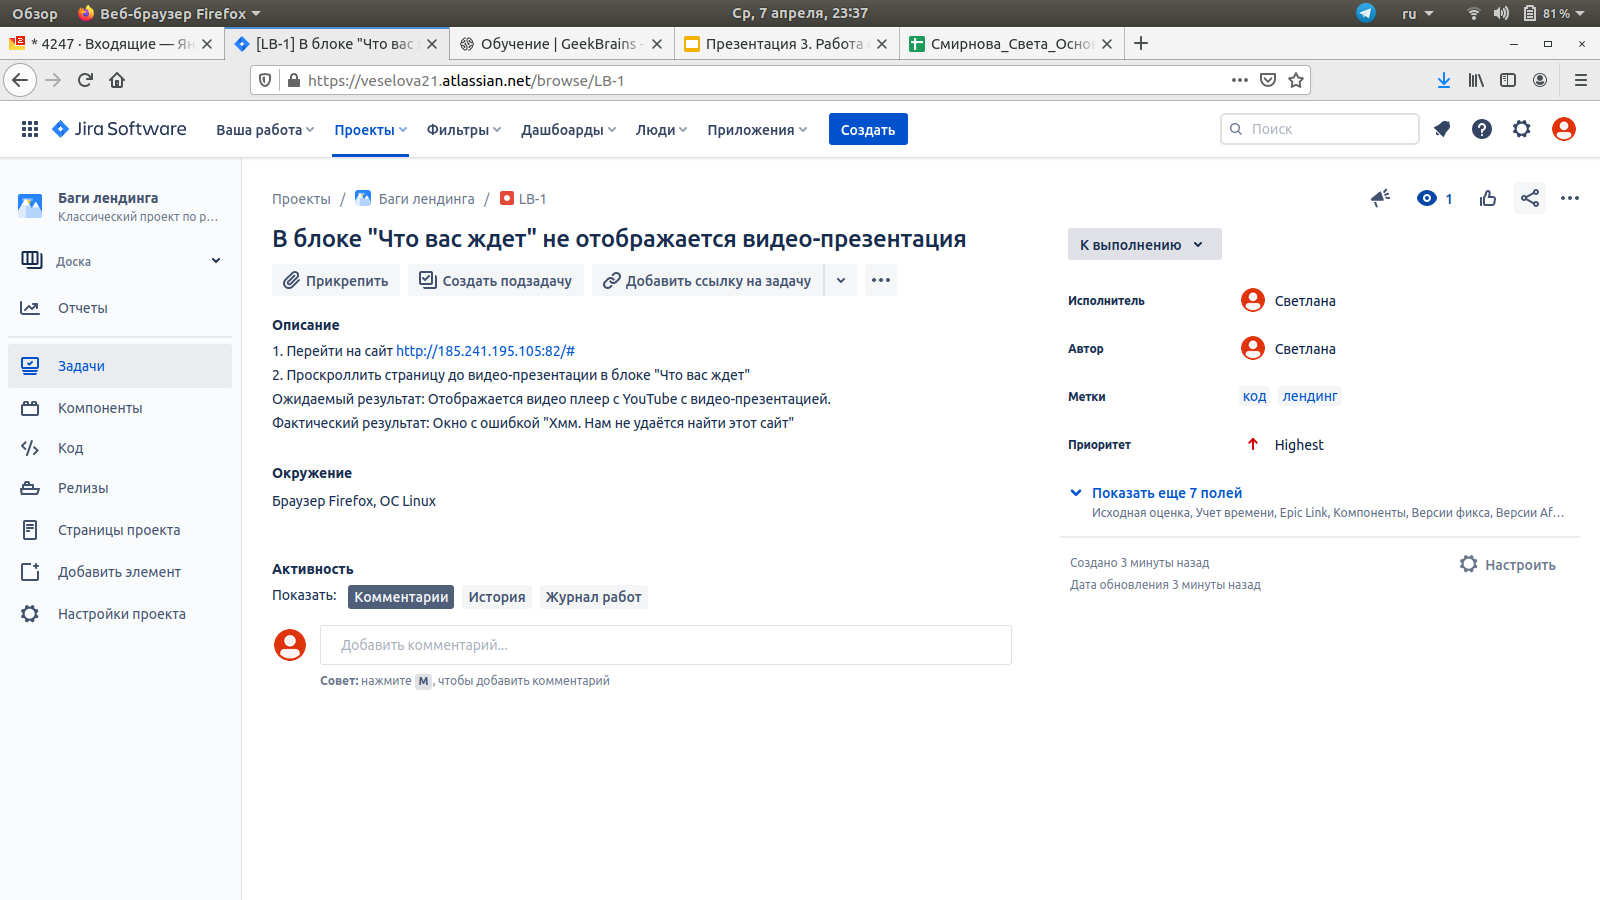 Обзор
Веб-браузер Firefox
Ср, 7 апреля, 23:37
ru
81 %
* 4247 · Входящие — Ян
[LB-1] В блоке "Что вас ж
Обучение | GeekBrains -
Презентация 3. Работа с
Смирнова_Света_Осно
https://veselova21.atlassian.net/browse/LB-1
Jira Software
Ваша работа
Проекты
Фильтры
Дашборды
Люди
Приложения
Создать
Поиск
Баги лендинга
Классический проект по р...
Доска
Отчеты
Задачи
Компоненты
Код
Релизы
Страницы проекта
Добавить элемент
Настройки проекта
Проекты / Баги лендинга / LB-1
В блоке "Что вас ждет" не отображается видео-презентация
Прикрепить
Создать подзадачу
Добавить ссылку на задачу
Описание
1. Перейти на сайт http://185.241.195.105:82/#
2. Проскроллить страницу до видео-презентации в блоке "Что вас ждет"
Ожидаемый результат: Отображается видео плеер с YouTube с видео-презентацией.
Фактический результат: Окно с ошибкой "Хмм. Нам не удаётся найти этот сайт"
Окружение
Браузер Firefox, ОС Linux
Активность
Показать:
Комментарии
История
Журнал работ
Добавить комментарий...
Совет: нажмите M, чтобы добавить комментарий
1
К выполнению
Исполнитель
Светлана
Автор
Светлана
Метки
код
лендинг
Приоритет
Highest
Показать еще 7 полей
Исходная оценка, Учет времени, Epic Link, Компоненты, Версии фикса, Версии Af...
Создано 3 минуты назад
Дата обновления 3 минуты назад
Настроить